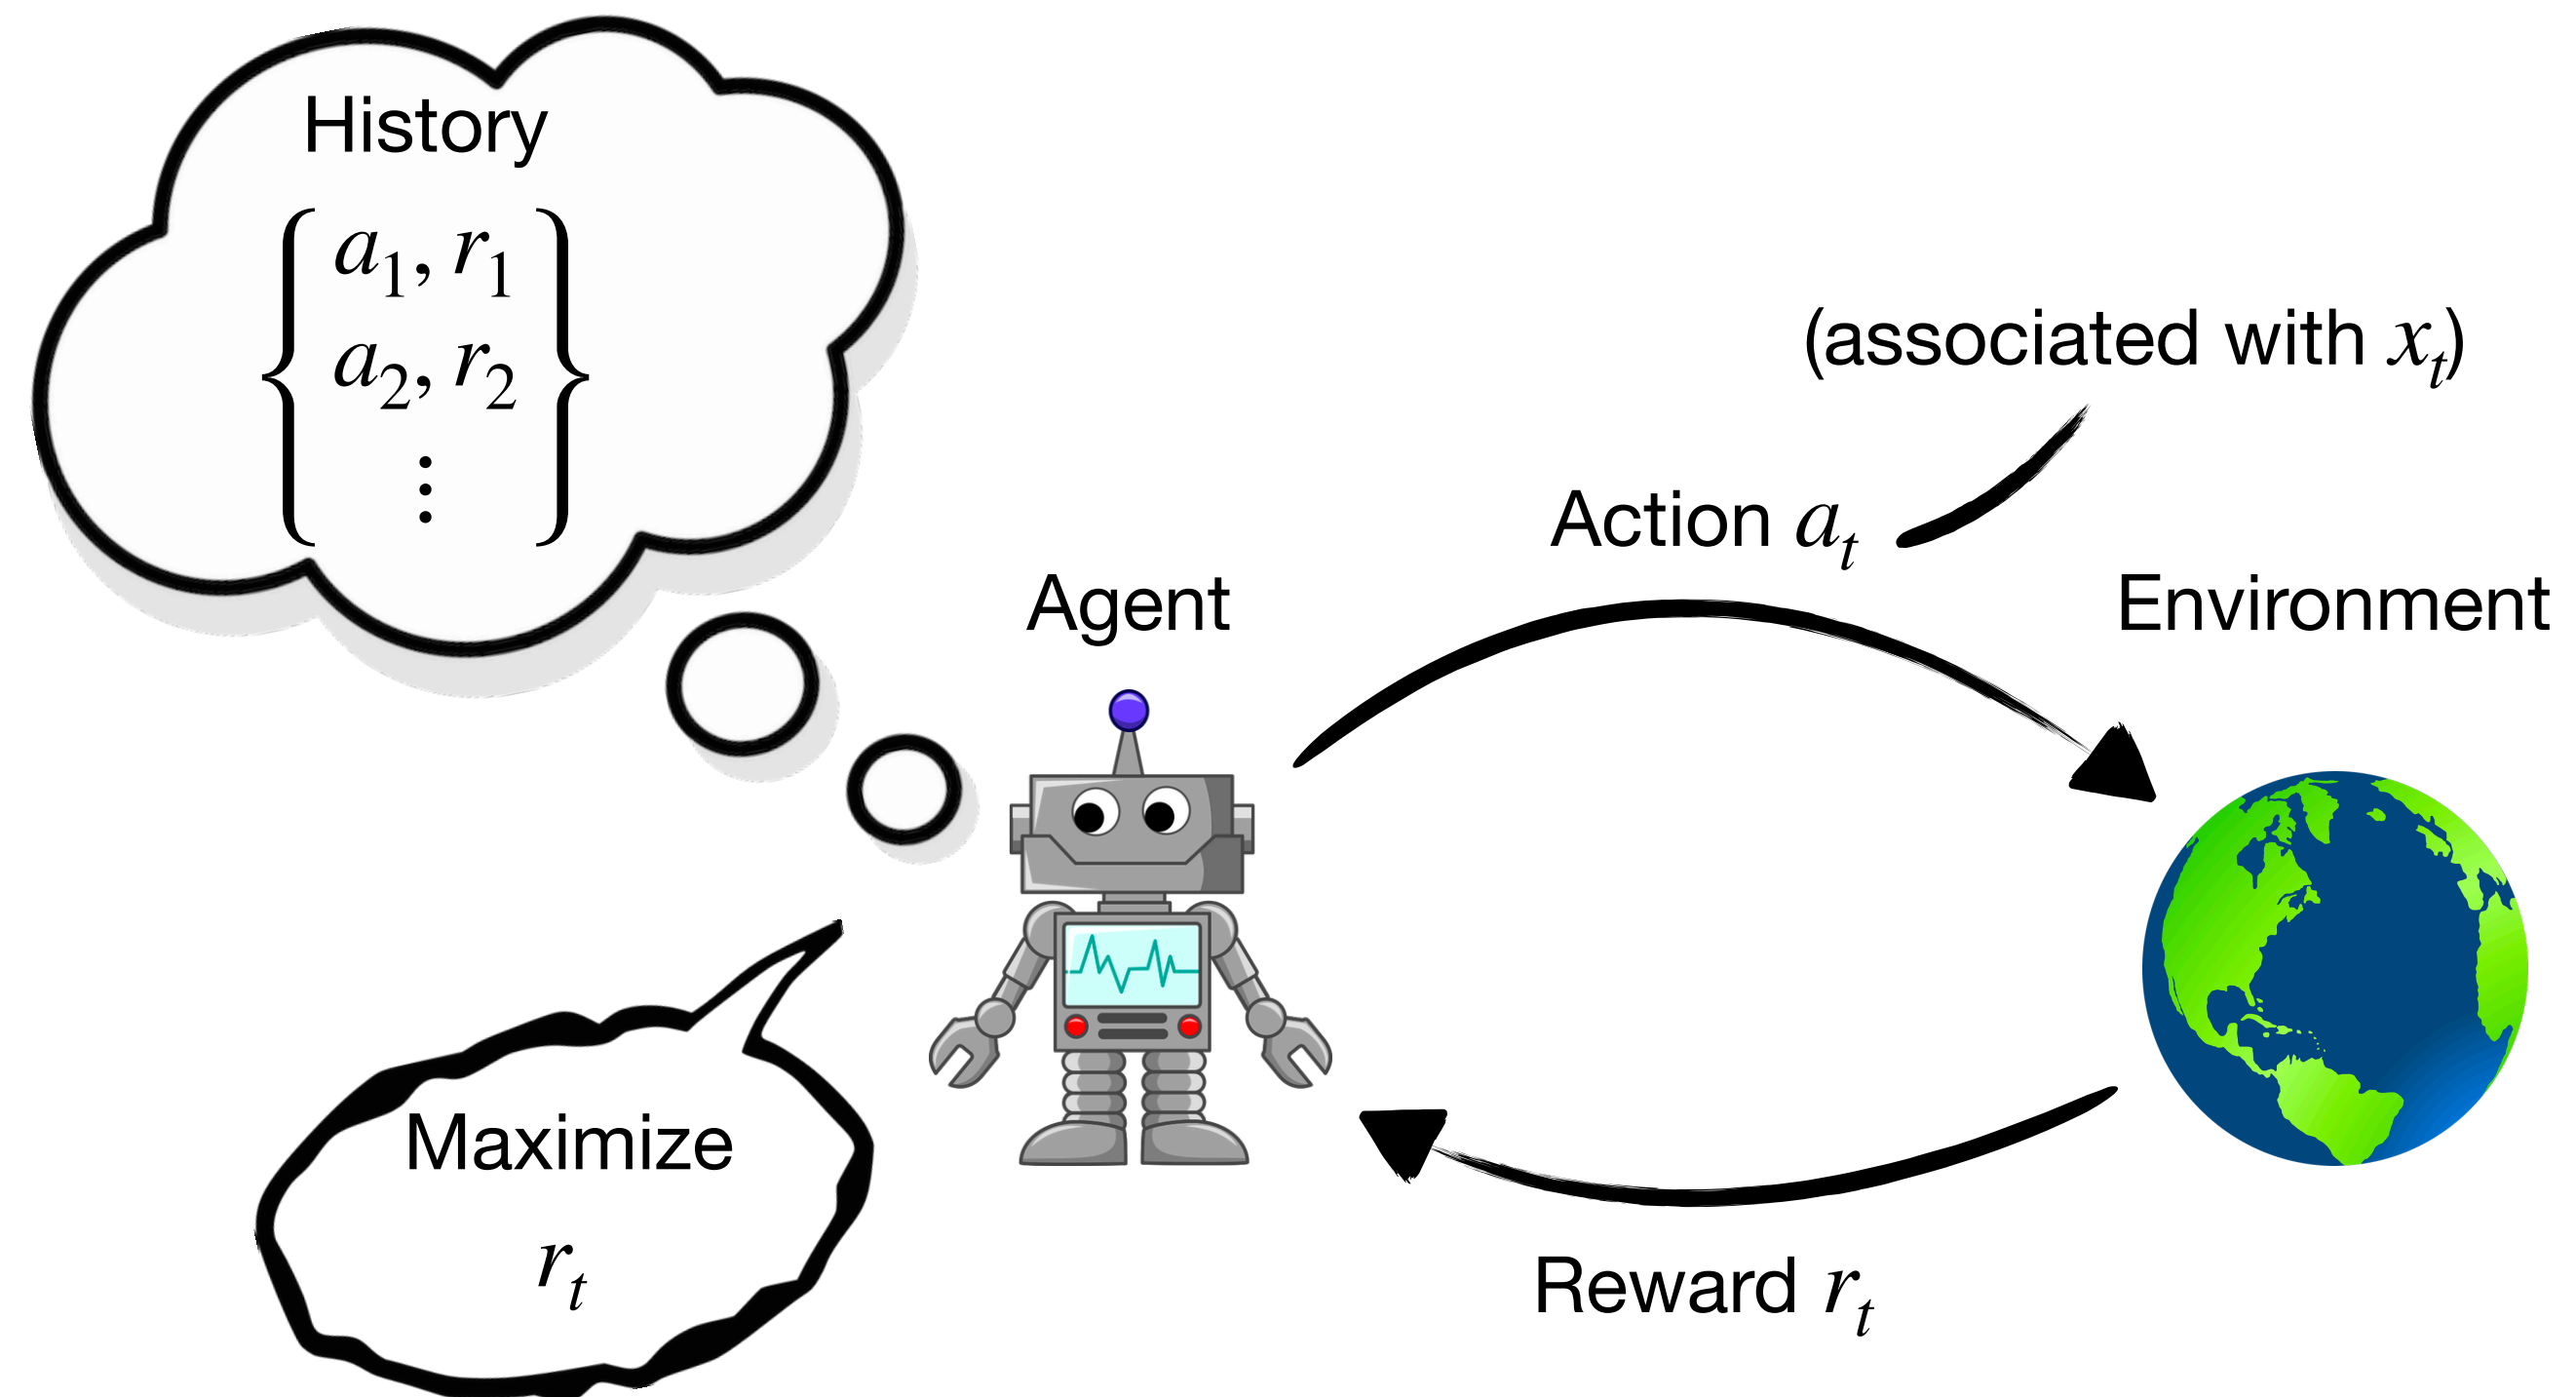 History
a₁, r₁
a₂, r₂
⋮
(associated with xₜ)
Action aₜ
Agent
Environment
Maximize
rₜ
Reward rₜ